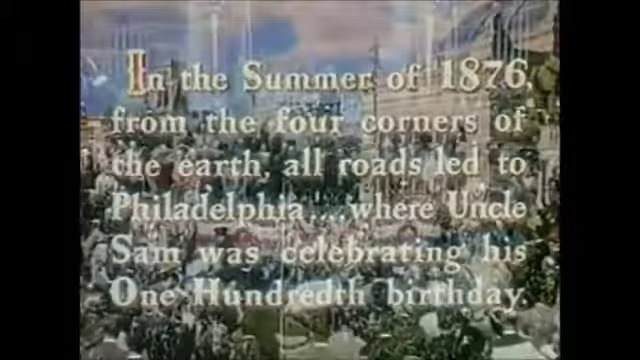 In the Summer of 1876,
from the four corners of
the earth, all roads led to
Philadelphia....where Uncle
Sam was celebrating his
One Hundredth birthday.